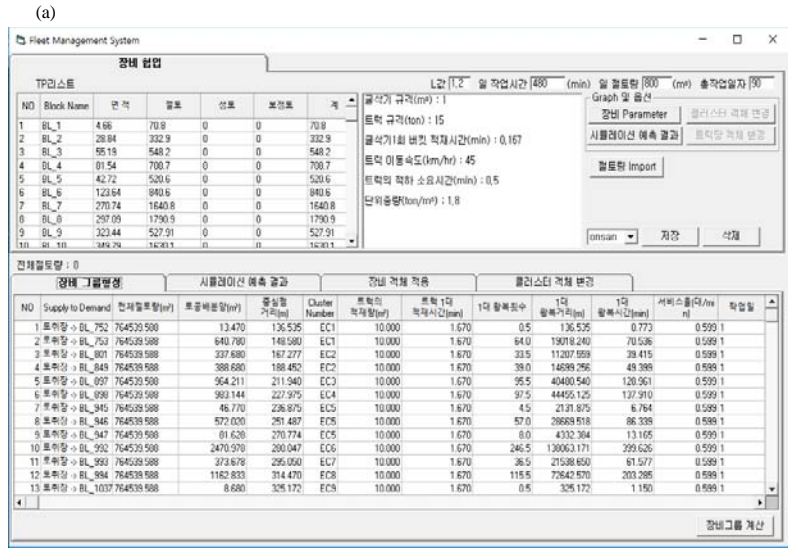 (a)
Fleet Management System
장비 협업
TP리스트
L값 1.2 일 작업시간 480 (min) 일 절토량 800 (m³) 총작업일자 90
NO Block Name 면 적 절토 성토 보정토 계
1 BL_1 4.66 70.8 0 0 70.8
2 BL_2 28.84 332.9 0 0 332.9
3 BL_3 55.19 548.2 0 0 548.2
4 BL_4 81.54 708.7 0 0 708.7
5 BL_5 42.72 520.6 0 0 520.6
6 BL_6 123.64 840.6 0 0 840.6
7 BL_7 270.74 1640.8 0 0 1640.8
8 BL_8 297.09 1790.9 0 0 1790.9
9 BL_9 323.44 527.91 0 0 527.91
10 BL_10 349.79 1630.1 0 0 1630.1
굴삭기 규격(m³) : 1
트럭 규격(ton) : 15
굴삭기1회 버킷 적재시간(min) : 0,167
트럭 이동속도(km/hr) : 45
트럭의 적하 소요시간(min) : 0,5
단위중량(ton/m³) : 1,8
Graph 및 옵션
장비 Parameter 클러스터 객체 변경
시뮬레이션 예측 결과 트럭량 객체 변경
절토량 Import
onsan 저장 삭제
전체절토량 : 0
장비 그룹형성 시뮬레이션 예측 결과 장비 객체 적용 클러스터 객체 변경
NO Supply to Demand 현재절토량(m³) 토공배분량(m³) 중심점거리(m) Cluster Number 트럭의 적재량(m³) 트럭 1대 적재시간(min) 1대 왕복횟수 1대 왕복거리(m) 1대 왕복시간(min) 서비스율(대/min) 작업일
1 토취장 -> BL_752 764539.588 13.470 136.535 EC1 10.000 1.670 0.5 136.535 0.773 0.599 1
2 토취장 -> BL_753 764539.588 640.780 148.580 EC1 10.000 1.670 64.0 19018.240 70.536 0.599 1
3 토취장 -> BL_801 764539.588 337.680 167.277 EC2 10.000 1.670 33.5 11207.559 39.415 0.599 1
4 토취장 -> BL_849 764539.588 388.680 188.452 EC2 10.000 1.670 39.0 14699.256 49.399 0.599 1
5 토취장 -> BL_897 764539.588 964.211 211.940 EC3 10.000 1.670 95.5 40480.540 128.961 0.599 1
6 토취장 -> BL_898 764539.588 983.144 227.975 EC4 10.000 1.670 97.5 44455.125 137.910 0.599 1
7 토취장 -> BL_945 764539.588 46.770 236.875 EC5 10.000 1.670 4.5 2131.875 6.764 0.599 1
8 토취장 -> BL_946 764539.588 572.020 251.487 EC5 10.000 1.670 57.0 28669.518 86.339 0.599 1
9 토취장 -> BL_947 764539.588 81.628 270.774 EC5 10.000 1.670 8.0 4332.384 13.165 0.599 1
10 토취장 -> BL_992 764539.588 2470.978 280.047 EC6 10.000 1.670 246.5 138063.171 399.626 0.599 1
11 토취장 -> BL_993 764539.588 373.678 295.050 EC7 10.000 1.670 36.5 21538.650 61.577 0.599 1
12 토취장 -> BL_994 764539.588 1162.833 314.470 EC8 10.000 1.670 115.5 72642.570 203.285 0.599 1
13 토취장 -> BL_1037 764539.588 8.680 325.172 EC9 10.000 1.670 0.5 325.172 1.150 0.599 1
장비그룹 계산